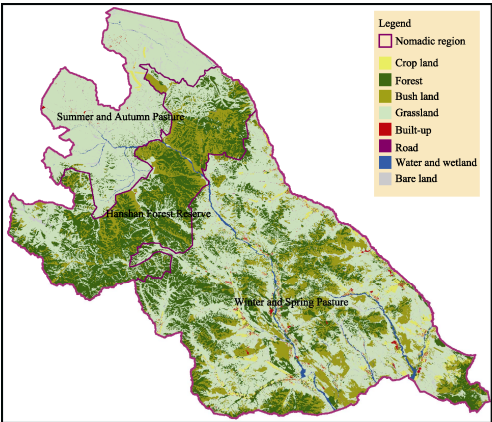 Legend
Nomadic region
Crop land
Forest
Bush land
Grassland
Built-up
Road
Water and wetland
Bare land
Summer and Autumn Pasture
Hanshan Forest Reserve
Winter and Spring Pasture